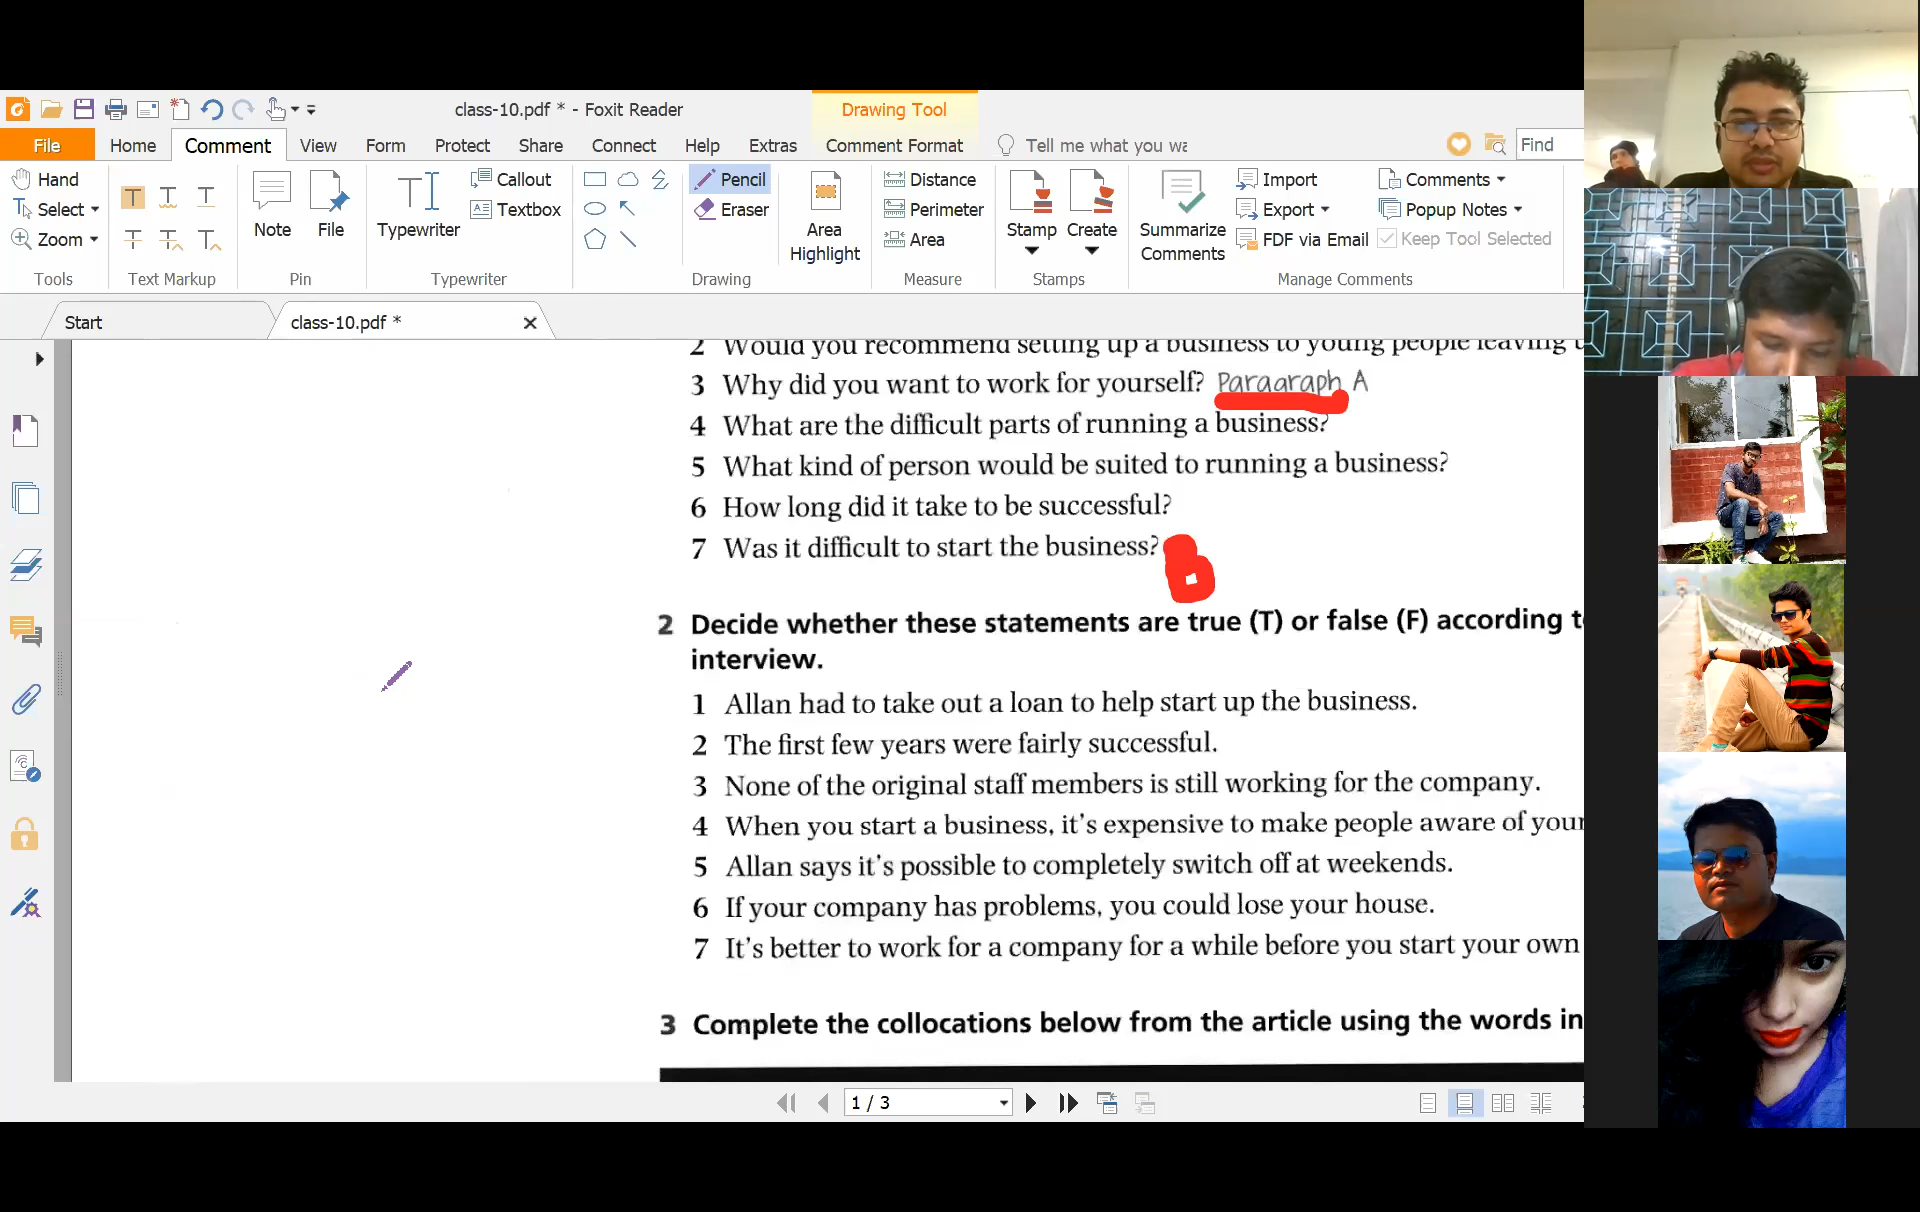 class-10.pdf * - Foxit Reader
Drawing Tool
File Home Comment View Form Protect Share Connect Help Extras Comment Format Tell me what you wa Find
Hand
Select
Zoom
Tools
Text Markup
Note
File
Pin
Typewriter
Callout
Textbox
Typewriter
Pencil
Eraser
Drawing
Area
Highlight
Distance
Perimeter
Area
Measure
Stamp
Create
Stamps
Summarize
Comments
Import
Export
FDF via Email
Comments
Popup Notes
Keep Tool Selected
Manage Comments
Start
class-10.pdf *
2 Would you recommend setting up a business to young people leaving
3 Why did you want to work for yourself? Paragraph A
4 What are the difficult parts of running a business?
5 What kind of person would be suited to running a business?
6 How long did it take to be successful?
7 Was it difficult to start the business?
2 Decide whether these statements are true (T) or false (F) according
interview.
1 Allan had to take out a loan to help start up the business.
2 The first few years were fairly successful.
3 None of the original staff members is still working for the company.
4 When you start a business, it's expensive to make people aware of your
5 Allan says it's possible to completely switch off at weekends.
6 If your company has problems, you could lose your house.
7 It's better to work for a company for a while before you start your own
3 Complete the collocations below from the article using the words in
1 / 3